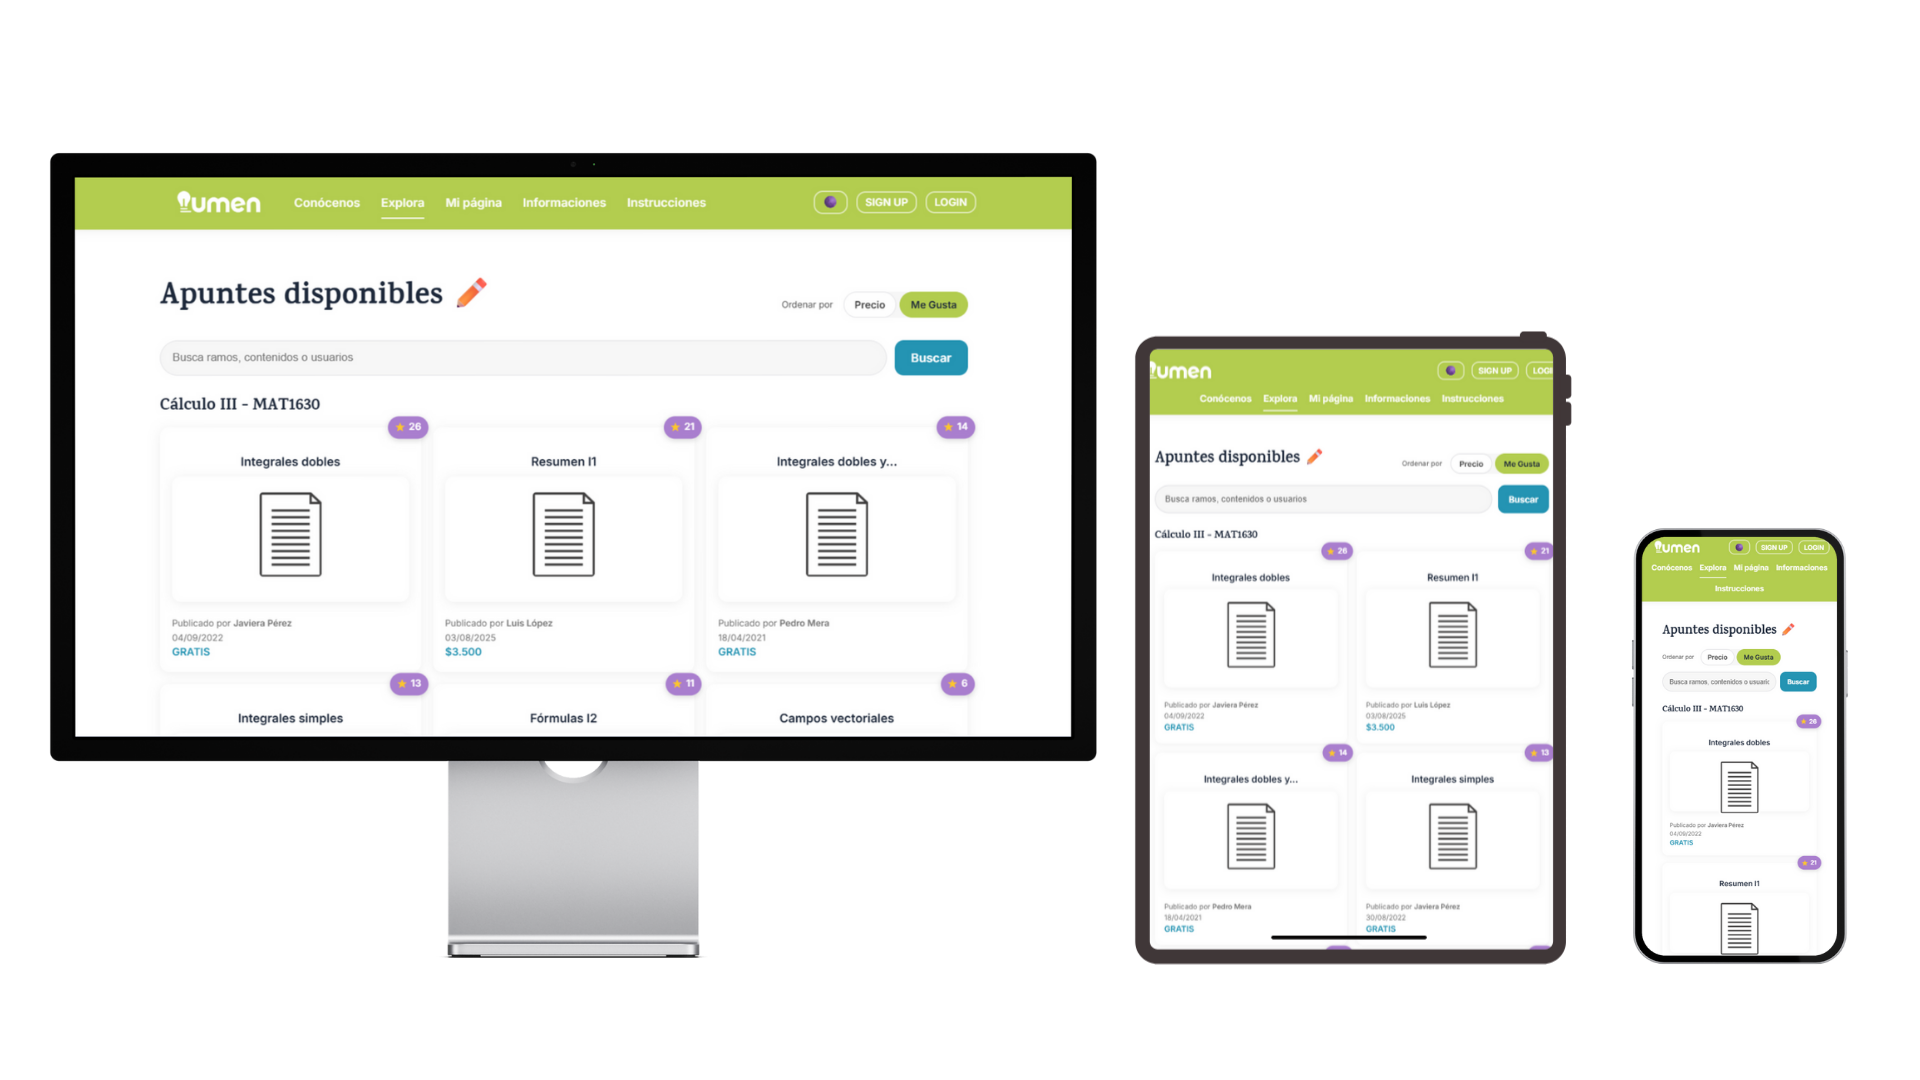 lumen Conócenos Explora Mi página Informaciones Instrucciones SIGN UP LOGIN
Apuntes disponibles
Ordenar por Precio Me Gusta
Busca ramos, contenidos o usuarios Buscar
Cálculo III - MAT1630
26 21 14
Integrales dobles Resumen I1 Integrales dobles y...
Publicado por Javiera Pérez Publicado por Luis López Publicado por Pedro Mera
04/09/2022 03/08/2025 18/04/2021
GRATIS $3.500 GRATIS
13 11 6
Integrales simples Fórmulas I2 Campos vectoriales
lumen SIGN UP LOGI
Conócenos Explora Mi página Informaciones Instrucciones
Apuntes disponibles
Ordenar por Precio Me Gusta
Busca ramos, contenidos o usuarios Buscar
Cálculo III - MAT1630
26 21
Integrales dobles Resumen I1
Publicado por Javiera Pérez Publicado por Luis López
04/09/2022 03/08/2025
GRATIS $3.500
14 13
Integrales dobles y... Integrales simples
Publicado por Pedro Mera Publicado por Javiera Pérez
18/04/2021 30/08/2022
GRATIS GRATIS
lumen SIGN UP LOGIN
Conócenos Explora Mi página Informaciones
Instrucciones
Apuntes disponibles
Ordenar por Precio Me Gusta
Busca ramos, contenidos o usuario Buscar
Cálculo III - MAT1630
26
Integrales dobles
Publicado por Javiera Pérez
04/09/2022
GRATIS
21
Resumen I1